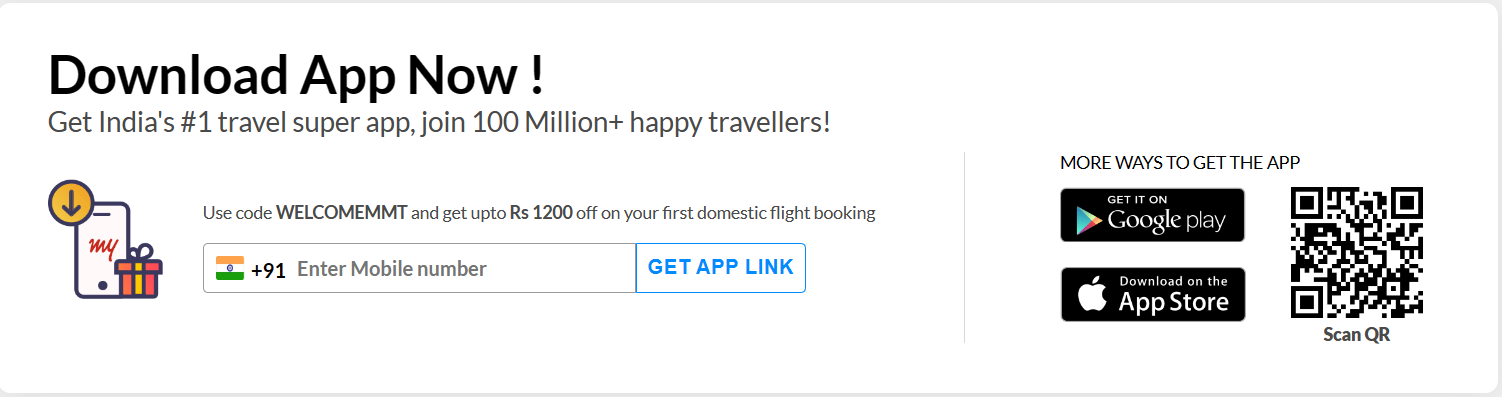 Download App Now !
Get India's #1 travel super app, join 100 Million+ happy travellers!
my
Use code WELCOMEMMT and get upto Rs 1200 off on your first domestic flight booking
+91 Enter Mobile number
GET APP LINK
MORE WAYS TO GET THE APP
GET IT ON
Google play
Download on the
App Store
Scan QR